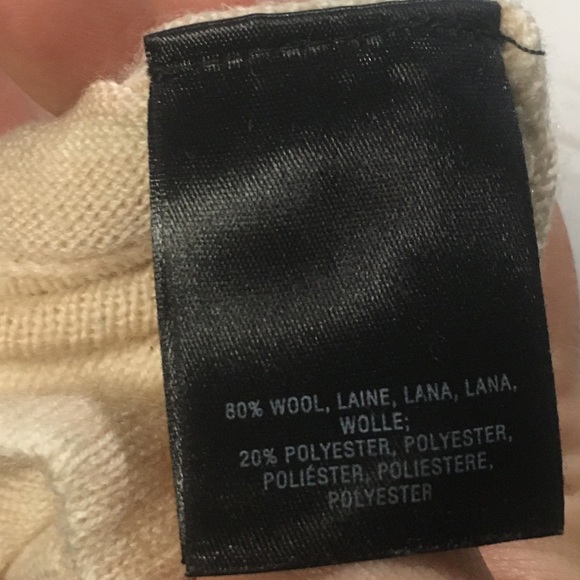 80% WOOL, LAINE, LANA, LANA,
WOLLE;
20% POLYESTER, POLYESTER,
POLIÉSTER, POLIESTERE,
POLYESTER